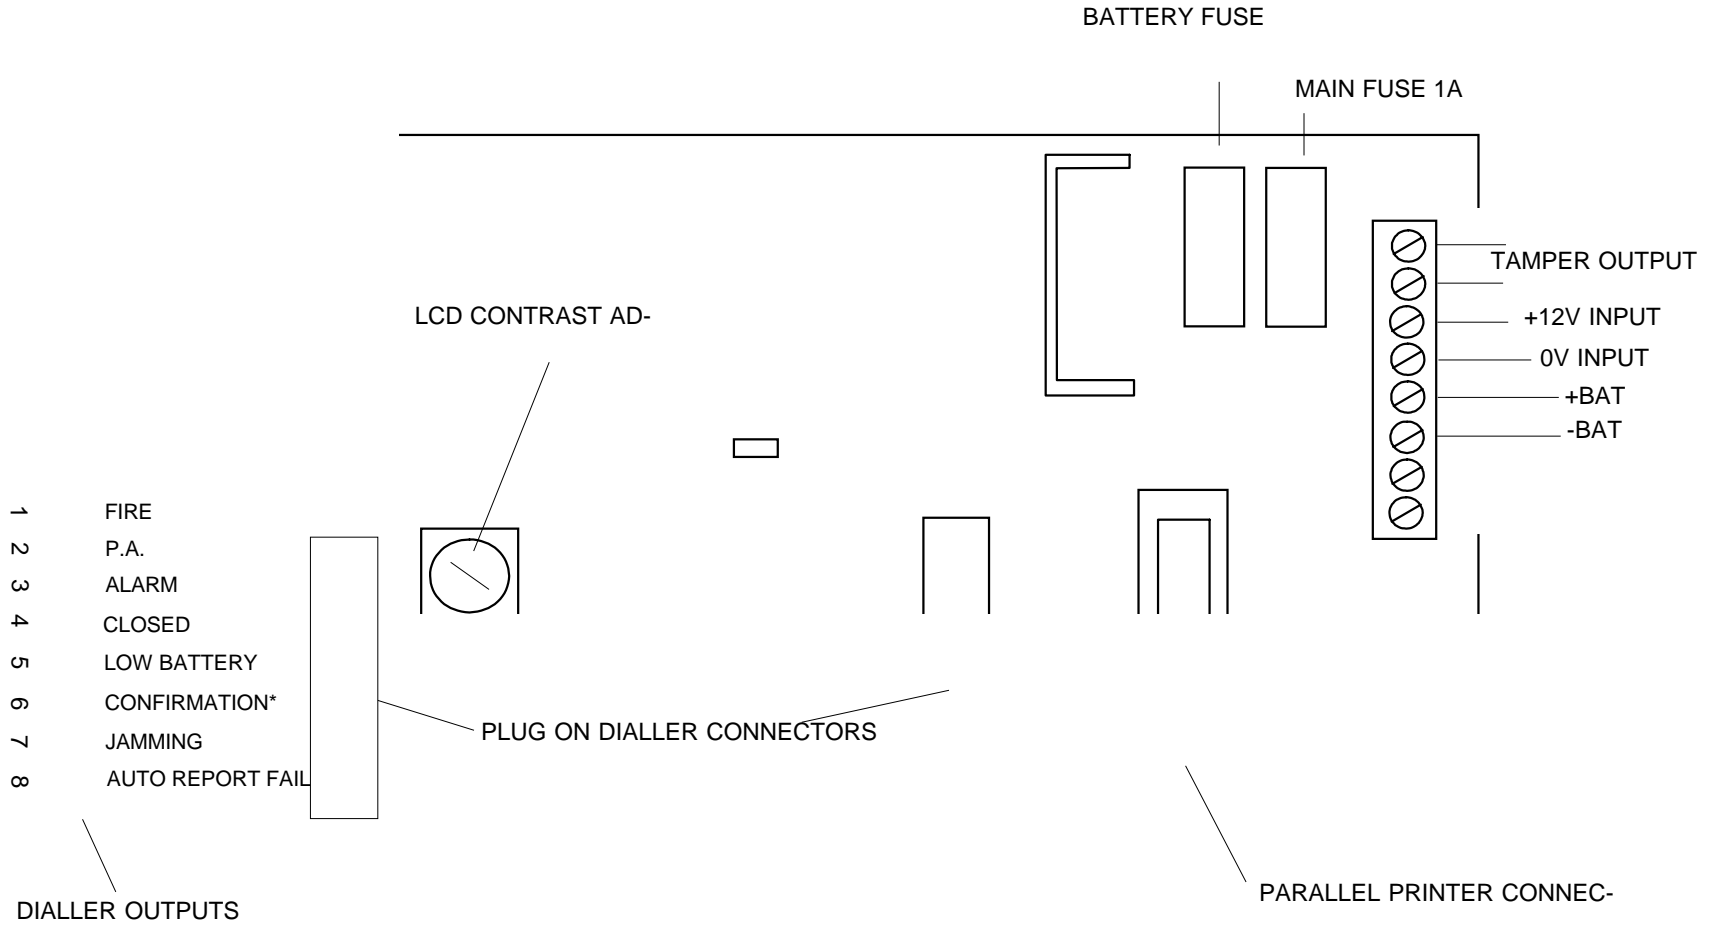 BATTERY FUSE
MAIN FUSE 1A
TAMPER OUTPUT
LCD CONTRAST AD-
+12V INPUT
0V INPUT
+BAT
-BAT
1 FIRE
2 P.A.
3 ALARM
4 CLOSED
5 LOW BATTERY
6 CONFIRMATION*
7 JAMMING
8 AUTO REPORT FAIL
PLUG ON DIALLER CONNECTORS
PARALLEL PRINTER CONNEC-
DIALLER OUTPUTS